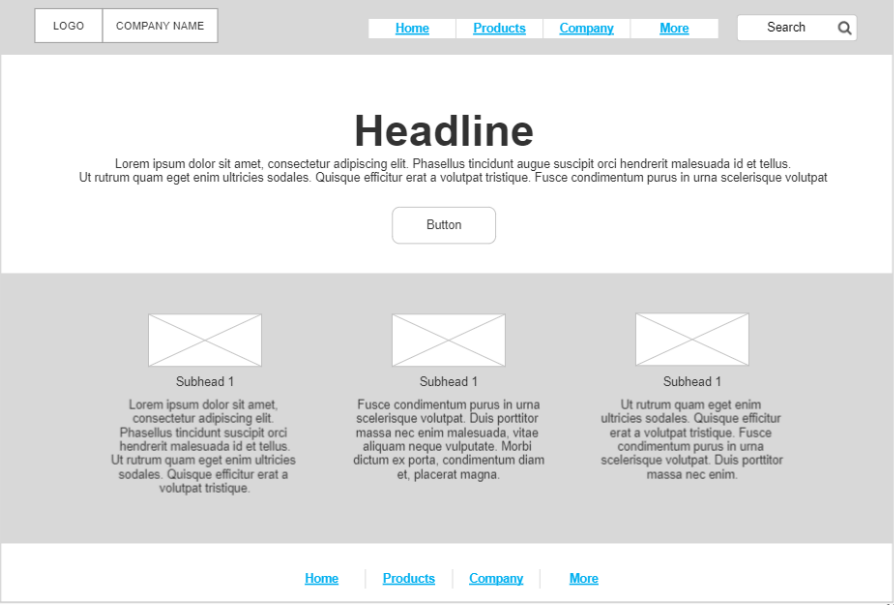 LOGO COMPANY NAME Home Products Company More Search
Headline
Lorem ipsum dolor sit amet, consectetur adipiscing elit. Phasellus tincidunt augue suscipit orci hendrerit malesuada id et tellus.
Ut rutrum quam eget enim ultricies sodales. Quisque efficitur erat a volutpat tristique. Fusce condimentum purus in urna scelerisque volutpat
Button
Subhead 1
Lorem ipsum dolor sit amet,
consectetur adipiscing elit.
Phasellus tincidunt suscipit orci
hendrerit malesuada id et tellus.
Ut rutrum quam eget enim ultricies
sodales. Quisque efficitur erat a
volutpat tristique.
Subhead 1
Fusce condimentum purus in urna
scelerisque volutpat. Duis porttitor
massa nec enim malesuada, vitae
aliquam neque vulputate. Morbi
dictum ex porta, condimentum diam
et, placerat magna.
Subhead 1
Ut rutrum quam eget enim
ultricies sodales. Quisque efficitur
erat a volutpat tristique. Fusce
condimentum purus in urna
scelerisque volutpat. Duis porttitor
massa nec enim.
Home Products Company More